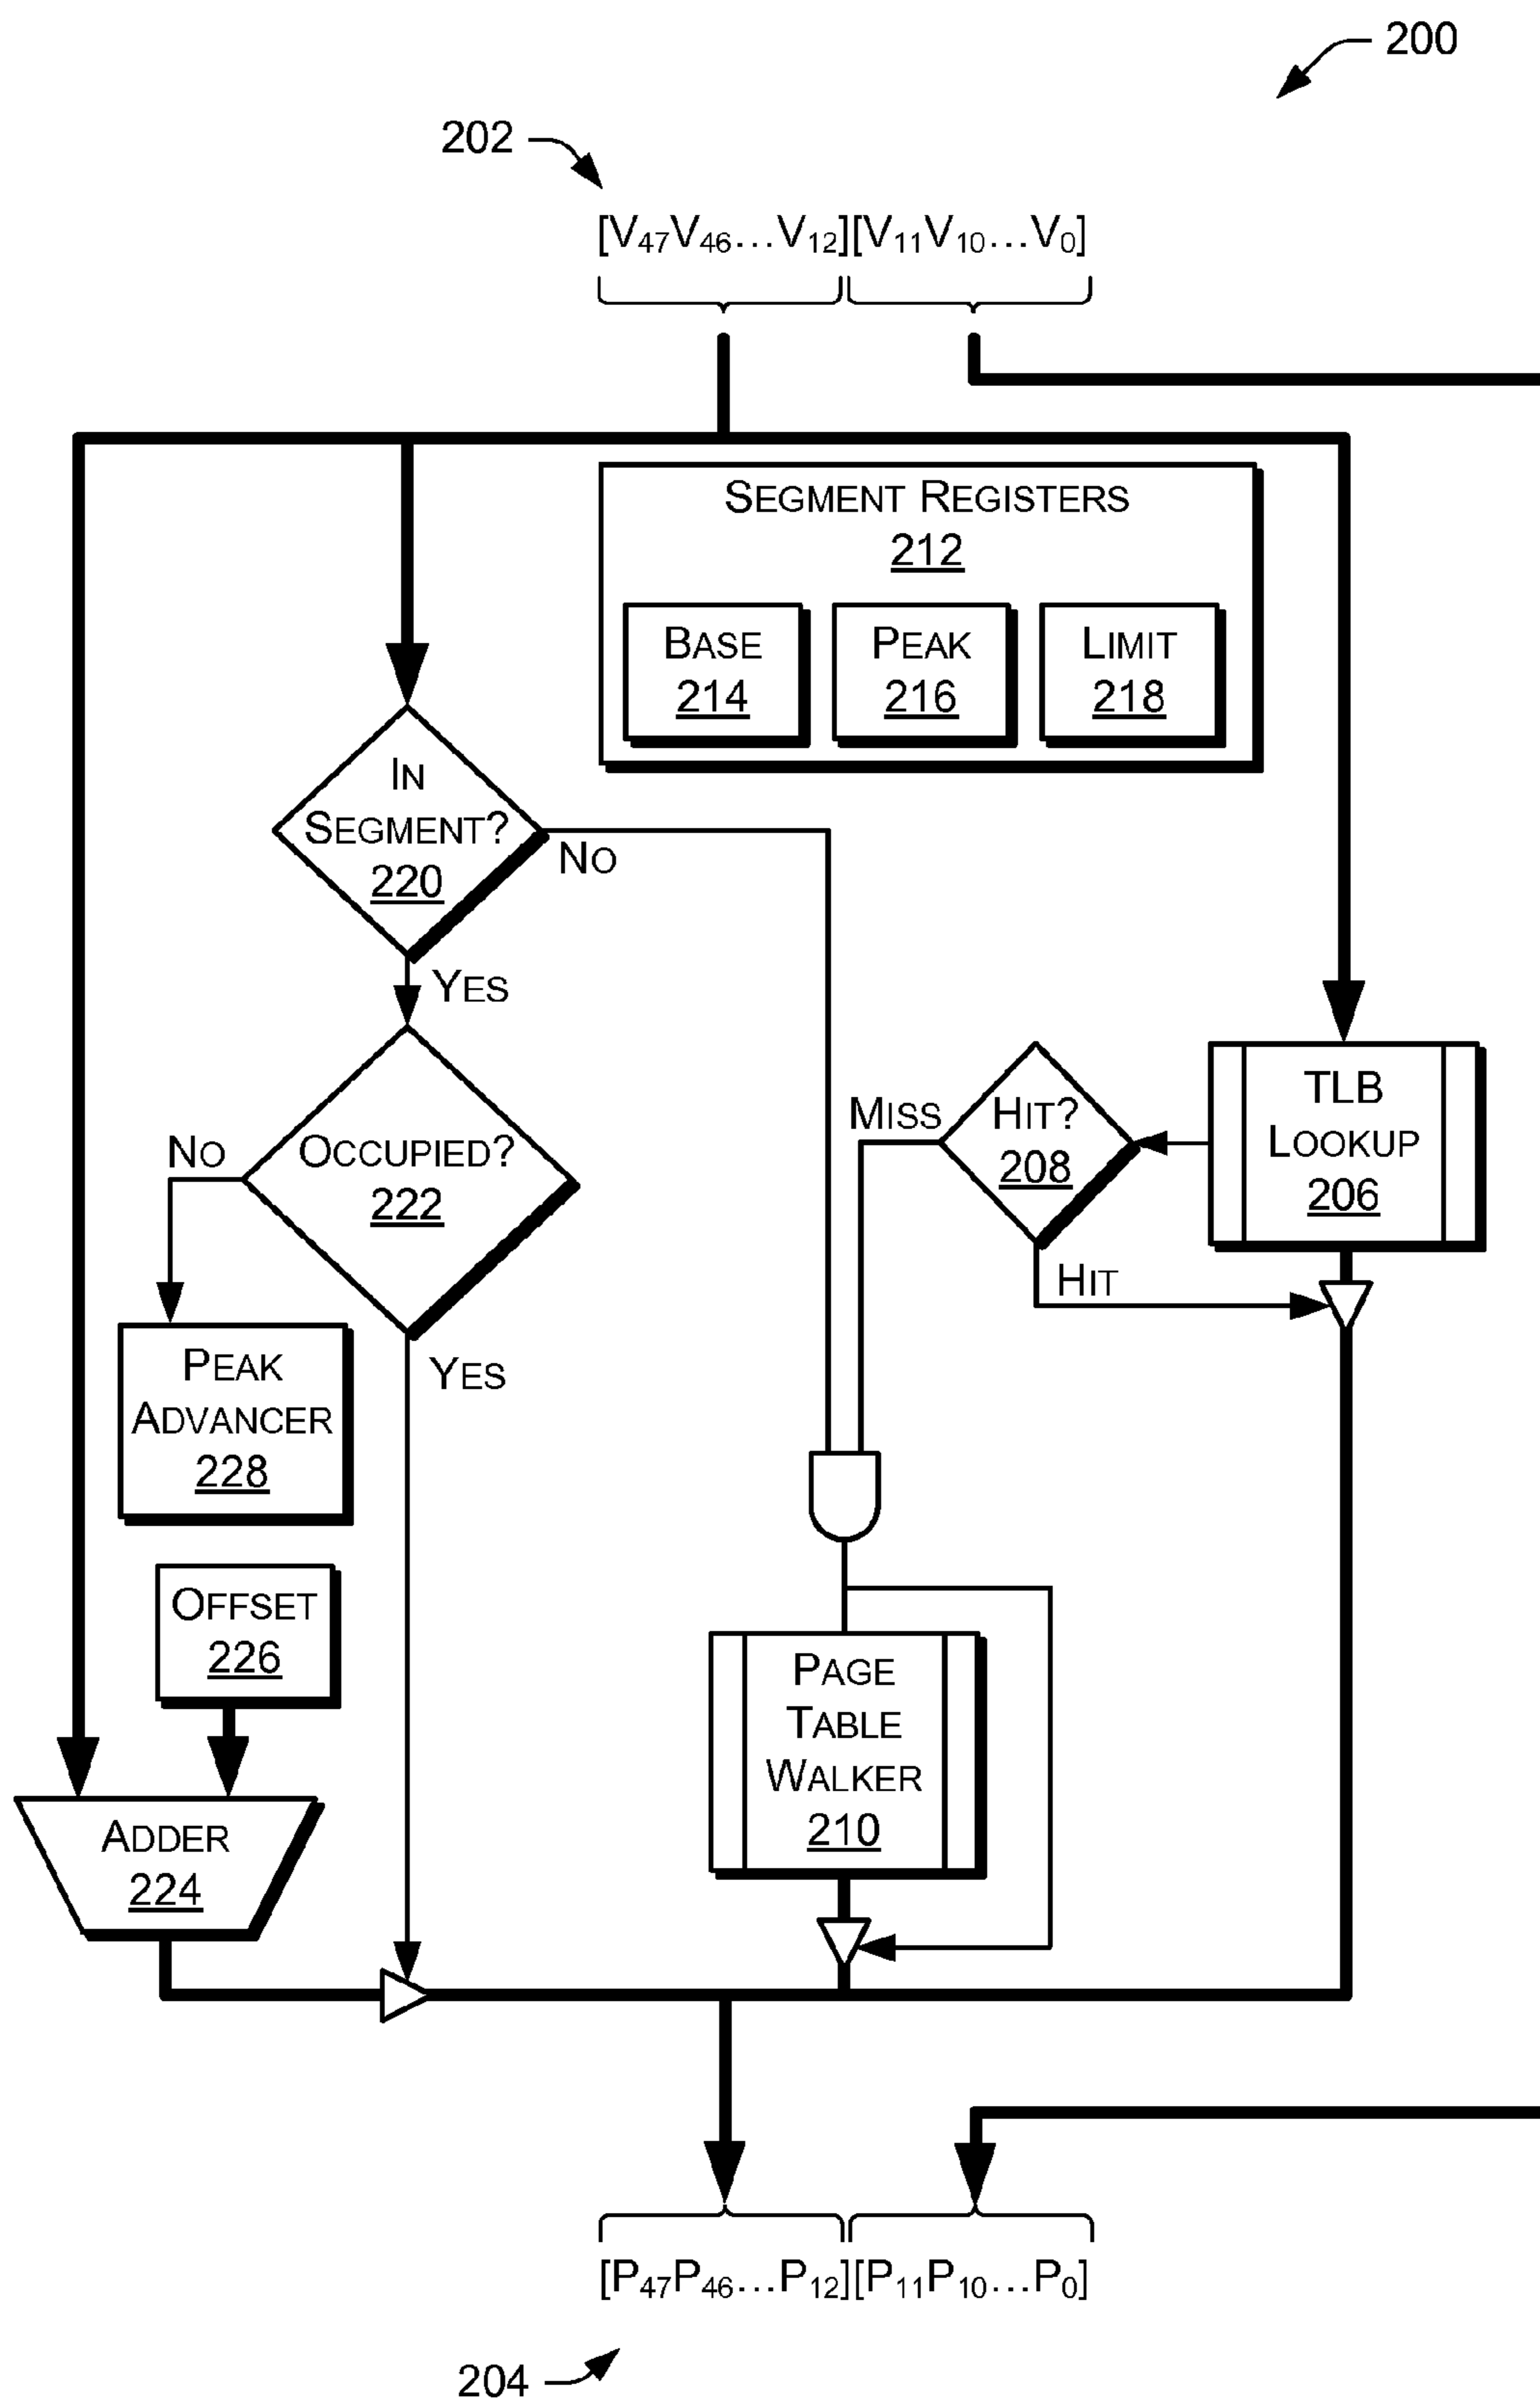 200
202
[V47V46...V12][V11V10...V0]
SEGMENT REGISTERS
212
BASE
214
PEAK
216
LIMIT
218
IN
SEGMENT?
220
NO
YES
OCCUPIED?
222
NO
YES
MISS
HIT?
208
HIT
TLB
LOOKUP
206
PEAK
ADVANCER
228
OFFSET
226
ADDER
224
PAGE
TABLE
WALKER
210
[P47P46...P12][P11P10...P0]
204